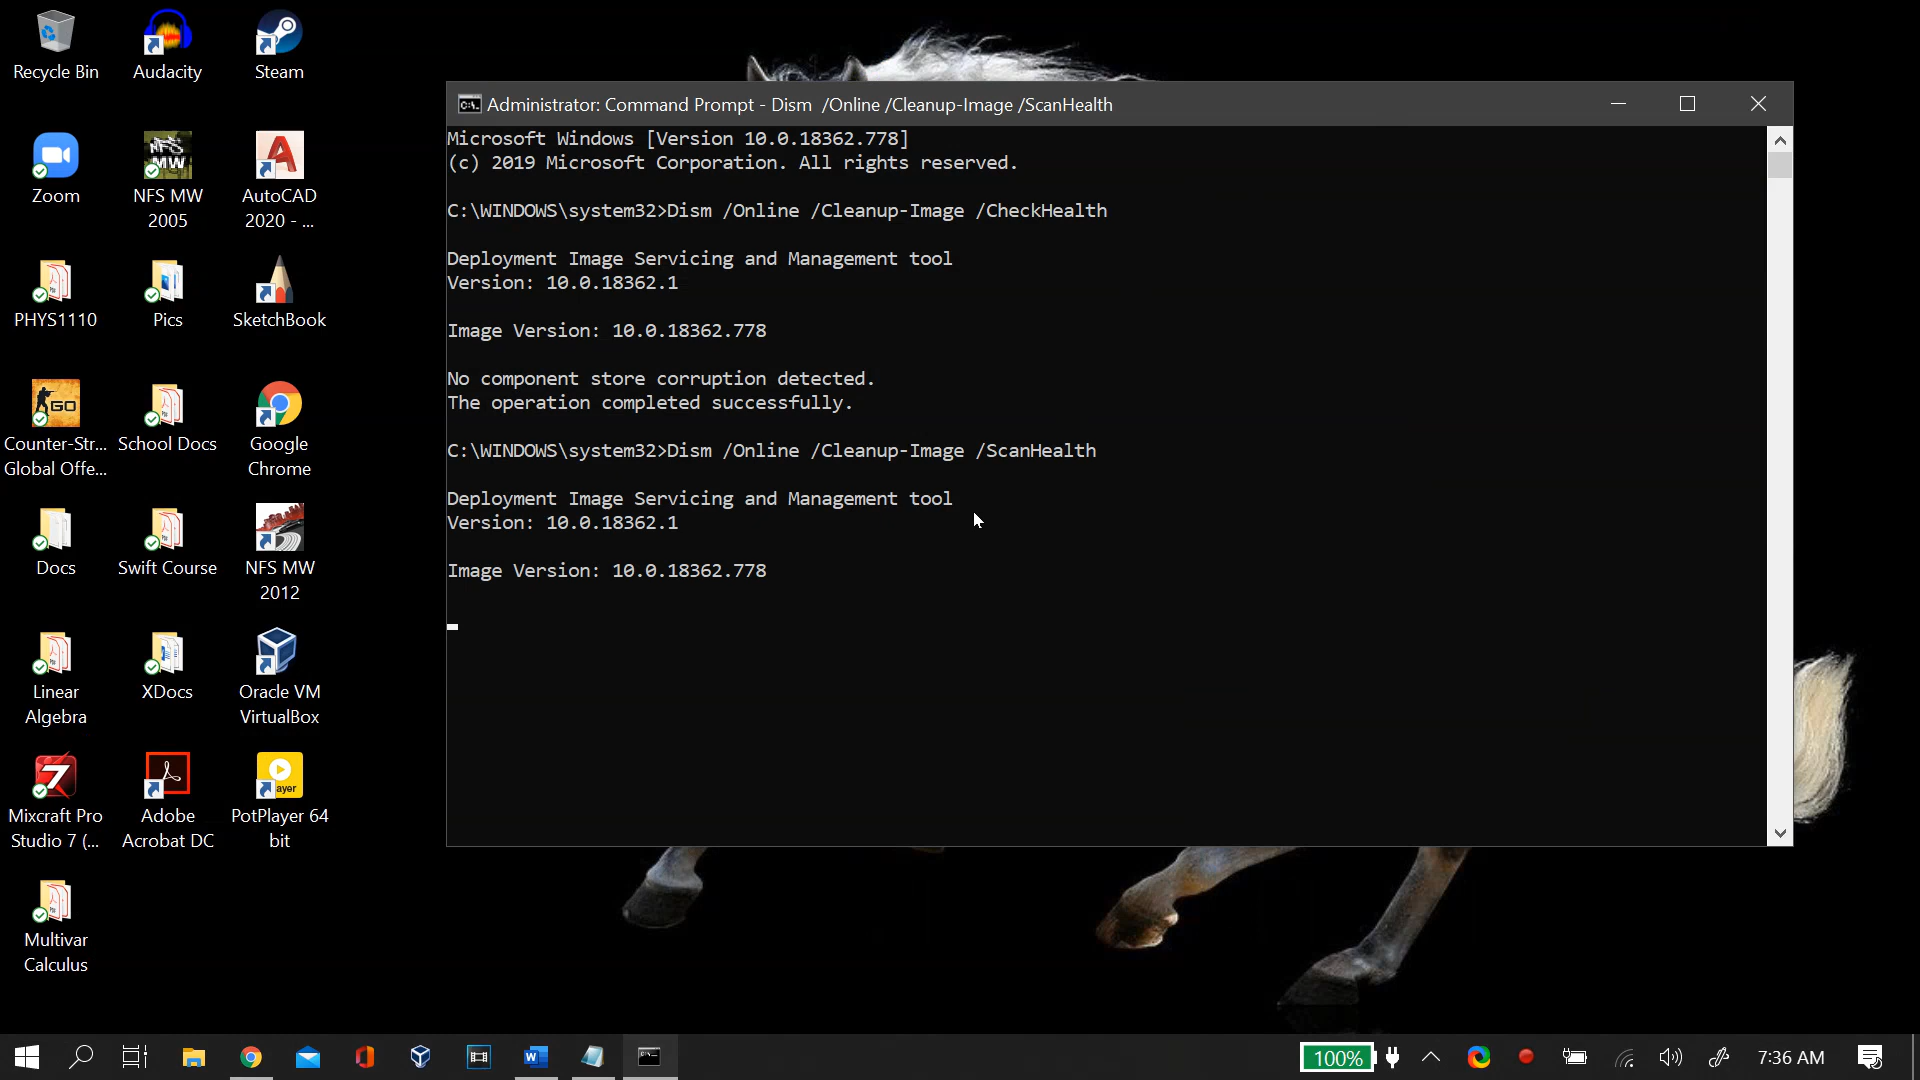 Recycle Bin
Audacity
Steam
Zoom
NFS MW
2005
AutoCAD
2020 - ...
PHYS1110
Pics
SketchBook
Counter-Str...
Global Offe...
School Docs
Google
Chrome
Docs
Swift Course
NFS MW
2012
Linear
Algebra
XDocs
Oracle VM
VirtualBox
Mixcraft Pro
Studio 7 (...
Adobe
Acrobat DC
PotPlayer 64
bit
Multivar
Calculus
NFS
MW
GO
7
ayer
Administrator: Command Prompt - Dism  /Online /Cleanup-Image /ScanHealth
Microsoft Windows [Version 10.0.18362.778]
(c) 2019 Microsoft Corporation. All rights reserved.
C:\WINDOWS\system32>Dism /Online /Cleanup-Image /CheckHealth
Deployment Image Servicing and Management tool
Version: 10.0.18362.1
Image Version: 10.0.18362.778
No component store corruption detected.
The operation completed successfully.
C:\WINDOWS\system32>Dism /Online /Cleanup-Image /ScanHealth
Deployment Image Servicing and Management tool
Version: 10.0.18362.1
Image Version: 10.0.18362.778
100%
7:36 AM